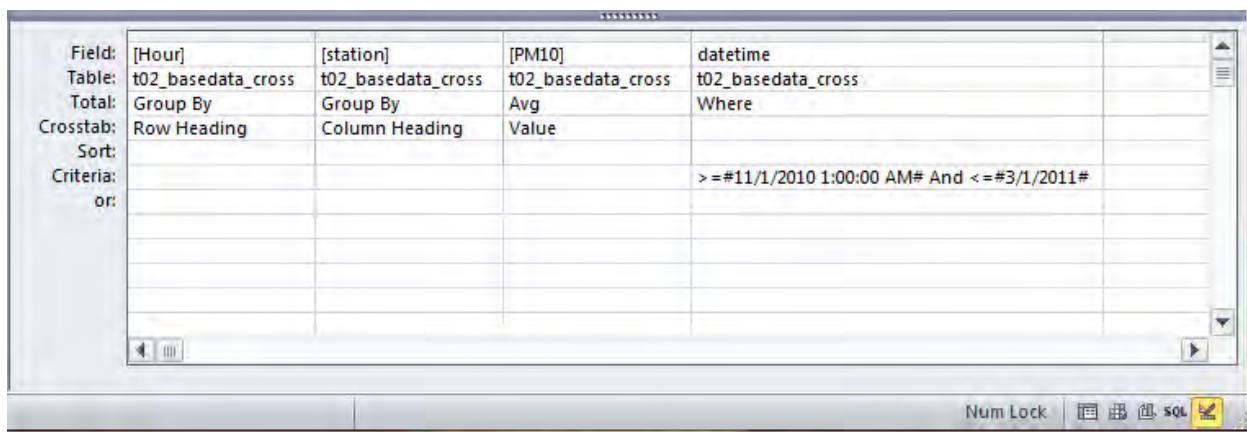 Field: [Hour] [station] [PM10] datetime
Table: t02_basedata_cross t02_basedata_cross t02_basedata_cross t02_basedata_cross
Total: Group By Group By Avg Where
Crosstab: Row Heading Column Heading Value
Sort:
Criteria: >=#11/1/2010 1:00:00 AM# And <=#3/1/2011#
or:
Num Lock SQL